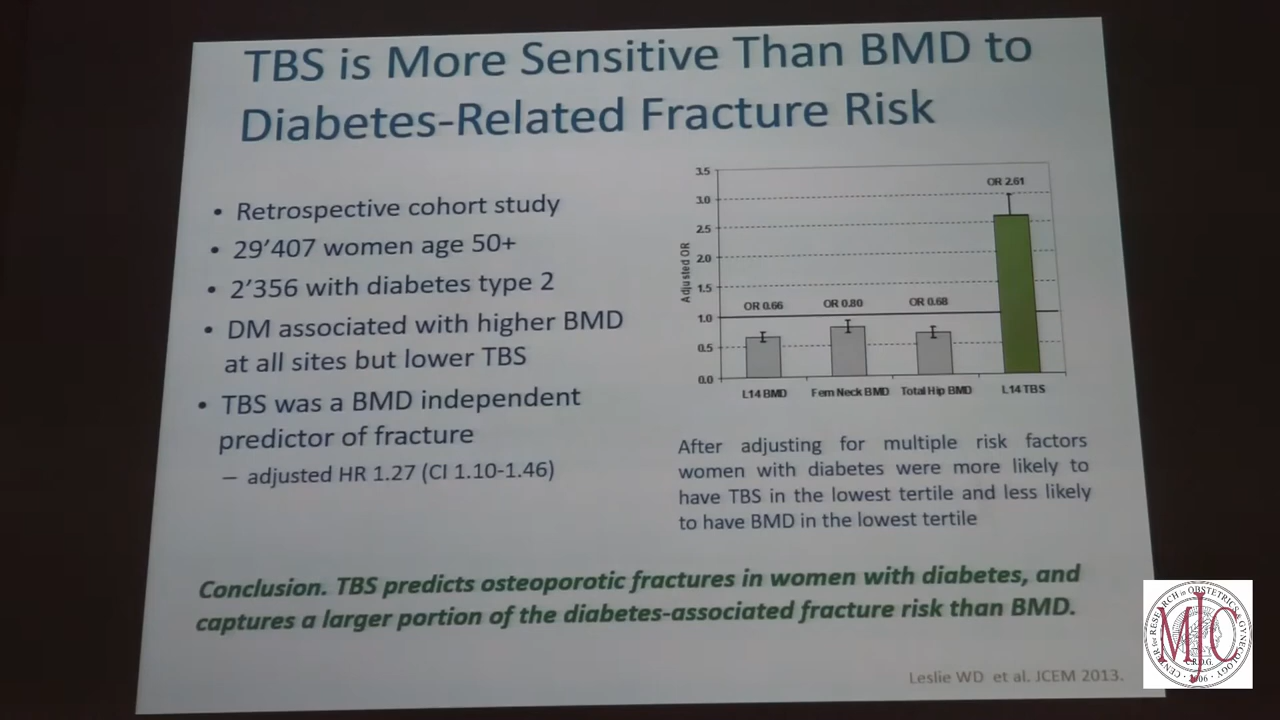 TBS is More Sensitive Than BMD to
Diabetes-Related Fracture Risk
• Retrospective cohort study
• 29’407 women age 50+
• 2’356 with diabetes type 2
• DM associated with higher BMD
at all sites but lower TBS
• TBS was a BMD independent
predictor of fracture
– adjusted HR 1.27 (CI 1.10-1.46)
Adjusted OR
3.5
3.0
2.5
2.0
1.5
1.0
0.5
0.0
OR 0.66
OR 0.80
OR 0.68
OR 2.61
L14 BMD
Fem Neck BMD
Total Hip BMD
L14 TBS
After adjusting for multiple risk factors
women with diabetes were more likely to
have TBS in the lowest tertile and less likely
to have BMD in the lowest tertile
Conclusion. TBS predicts osteoporotic fractures in women with diabetes, and
captures a larger portion of the diabetes-associated fracture risk than BMD.
Leslie WD et al. JCEM 2013.
CENTER for RESEARCH in OBSTETRICS & GYNECOLOGY
MJC
C.R.O.G.